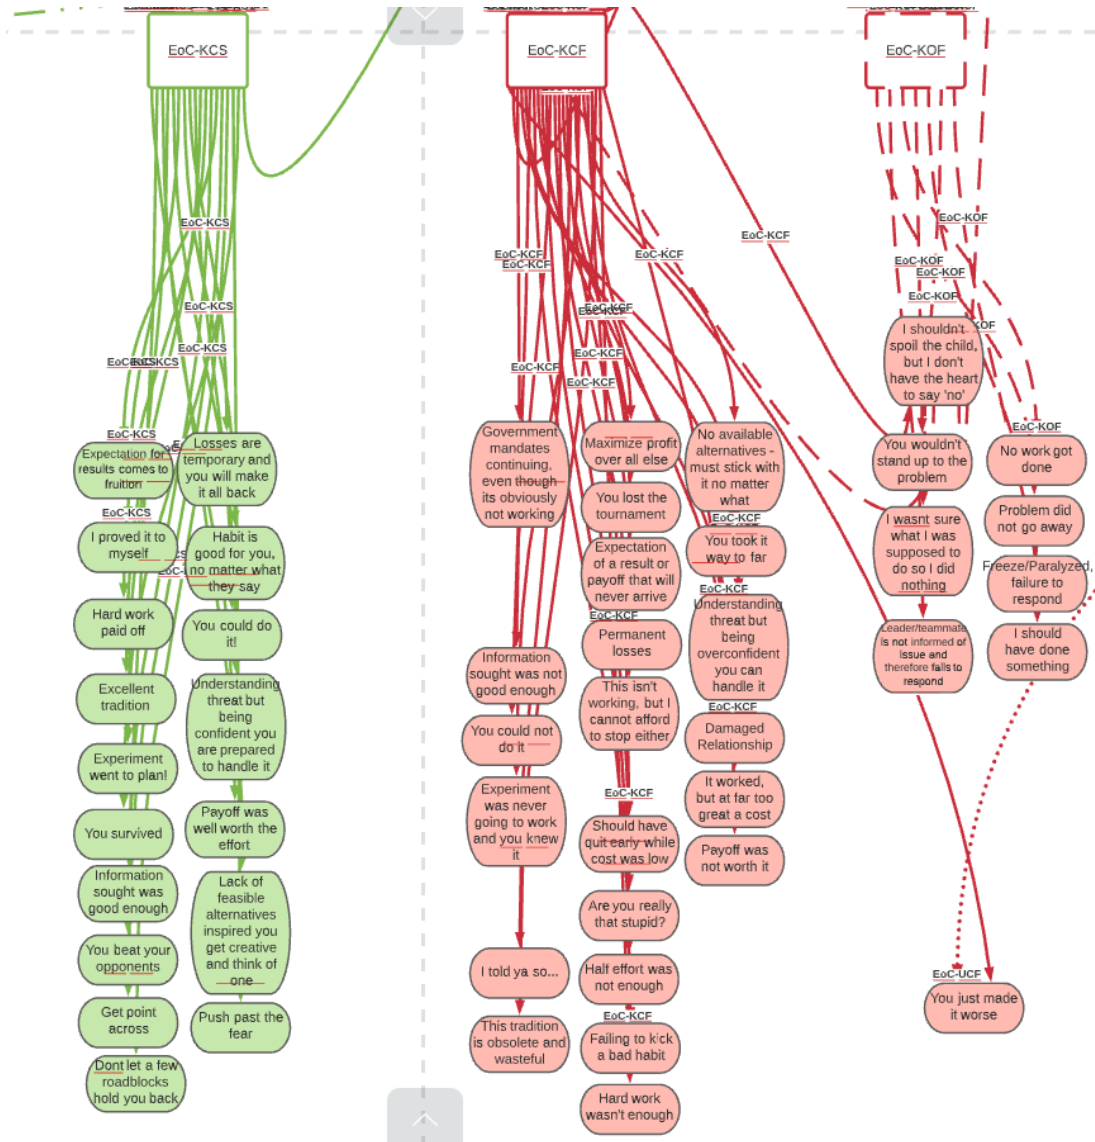 EoC-KCS
EoC-KCF
EoC-KOF
EoC-KCS
EoC-KCS
EoC-KCS
EoC-KCS
EoC-KCS
Expectation for
results comes to
fruition
EoC-KCS
I proved it to
myself
Hard work
paid off
Excellent
tradition
Experiment
went to plan!
You survived
Information
sought was
good enough
You beat your
opponents
Get point
across
Dont let a few
roadblocks
hold you back
Losses are
temporary and
you will make
it all back
Habit is
good for you,
no matter what
they say
You could do
it!
Understanding
threat but
being
confident you
are prepared
to handle it
Payoff was
well worth the
effort
Lack of
feasible
alternatives
inspired you
get creative
and think of
one
Push past the
fear
EoC-KCF
EoC-KCF
EoC-KCF
EoC-KCF
EoC-KCF
EoC-KCF
EoC-KCF
EoC-KCF
Government
mandates
continuing,
even though
its obviously
not working
Information
sought was not
good enough
You could not
do it
Experiment
was never
going to work
and you knew
it
I told ya so...
This tradition
is obsolete and
wasteful
Maximize profit
over all else
You lost the
tournament
Expectation
of a result or
payoff that will
never arrive
EoC-KCF
Permanent
losses
This isn't
working, but I
cannot afford
to stop either
EoC-KCF
Should have
quit early while
cost was low
Are you really
that stupid?
Half effort was
not enough
EoC-KCF
Failing to kick
a bad habit
Hard work
wasn't enough
No available
alternatives -
must stick with
it no matter
what
EoC-KCF
You took it
way to far
EoC-KCF
Understanding
threat but
being
overconfident
you can
handle it
EoC-KCF
Damaged
Relationship
It worked,
but at far too
great a cost
Payoff was
not worth it
EoC-KOF
EoC-KOF
EoC-KOF
EoC-KOF
KOF
I shouldn't
spoil the child,
but I don't
have the heart
to say 'no'
You wouldn't
stand up to the
problem
I wasnt sure
what I was
supposed to
do so I did
nothing
Leader/teammate
is not informed of
issue and
therefore fails to
respond
EoC-KOF
No work got
done
Problem did
not go away
Freeze/Paralyzed,
failure to
respond
I should
have done
something
EoC-UCF
You just made
it worse